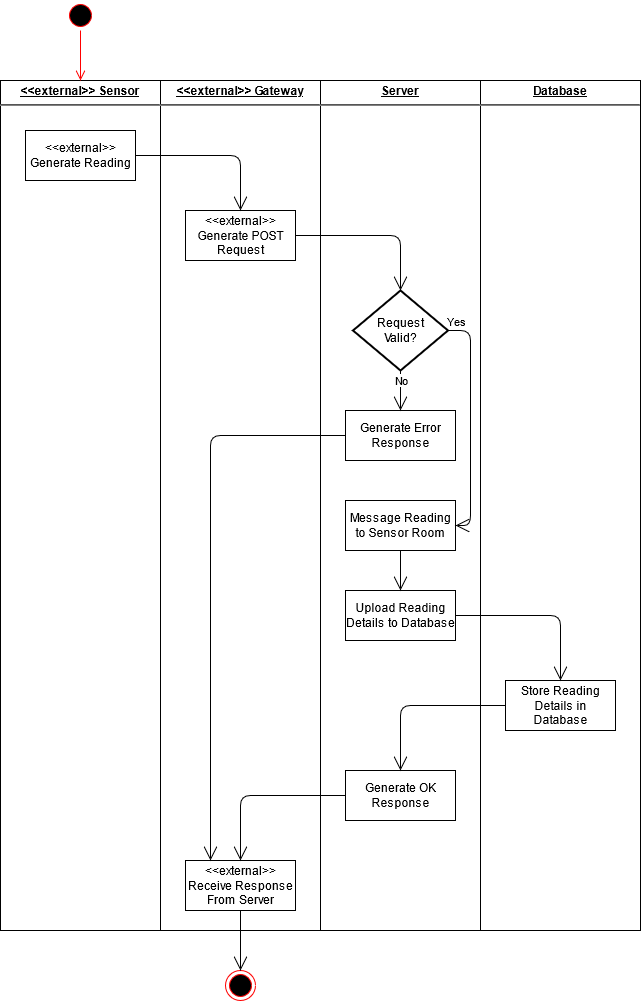 <<external>> Sensor
<<external>> Gateway
Server
Database
<<external>>
Generate Reading
<<external>>
Generate POST
Request
Request
Valid?
Yes
No
Generate Error
Response
Message Reading
to Sensor Room
Upload Reading
Details to Database
Store Reading
Details in
Database
Generate OK
Response
<<external>>
Receive Response
From Server